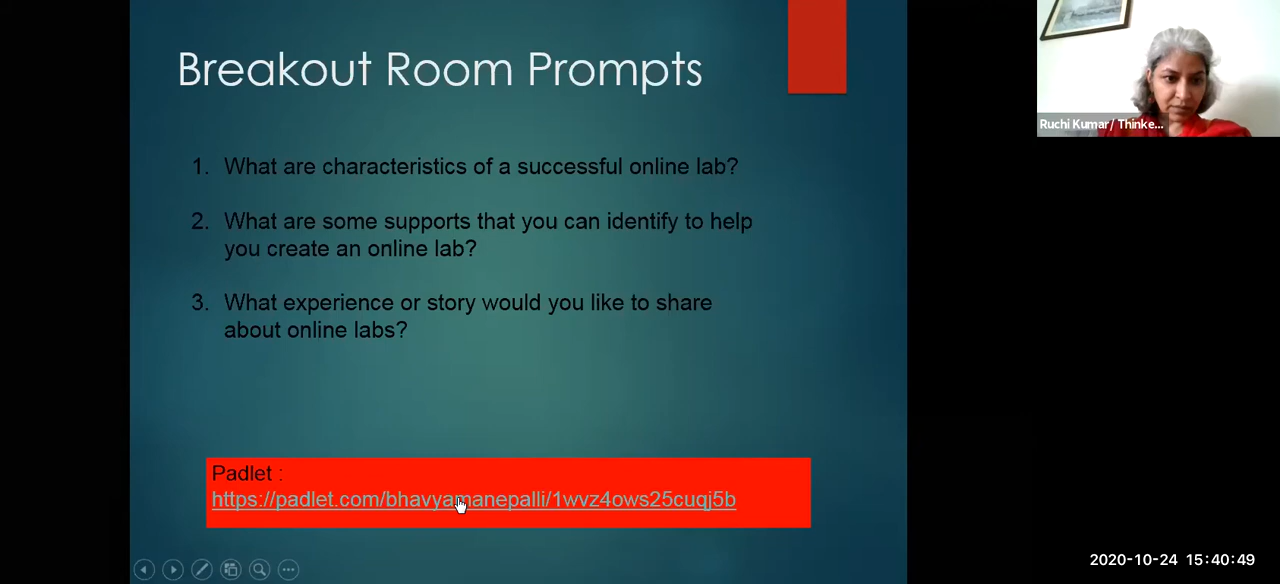 Breakout Room Prompts
1. What are characteristics of a successful online lab?
2. What are some supports that you can identify to help
you create an online lab?
3. What experience or story would you like to share
about online labs?
Padlet :
https://padlet.com/bhavyamanepalli/1wvz4ows25cuqj5b
Ruchi Kumar/ Thinke...
2020-10-24 15:40:49